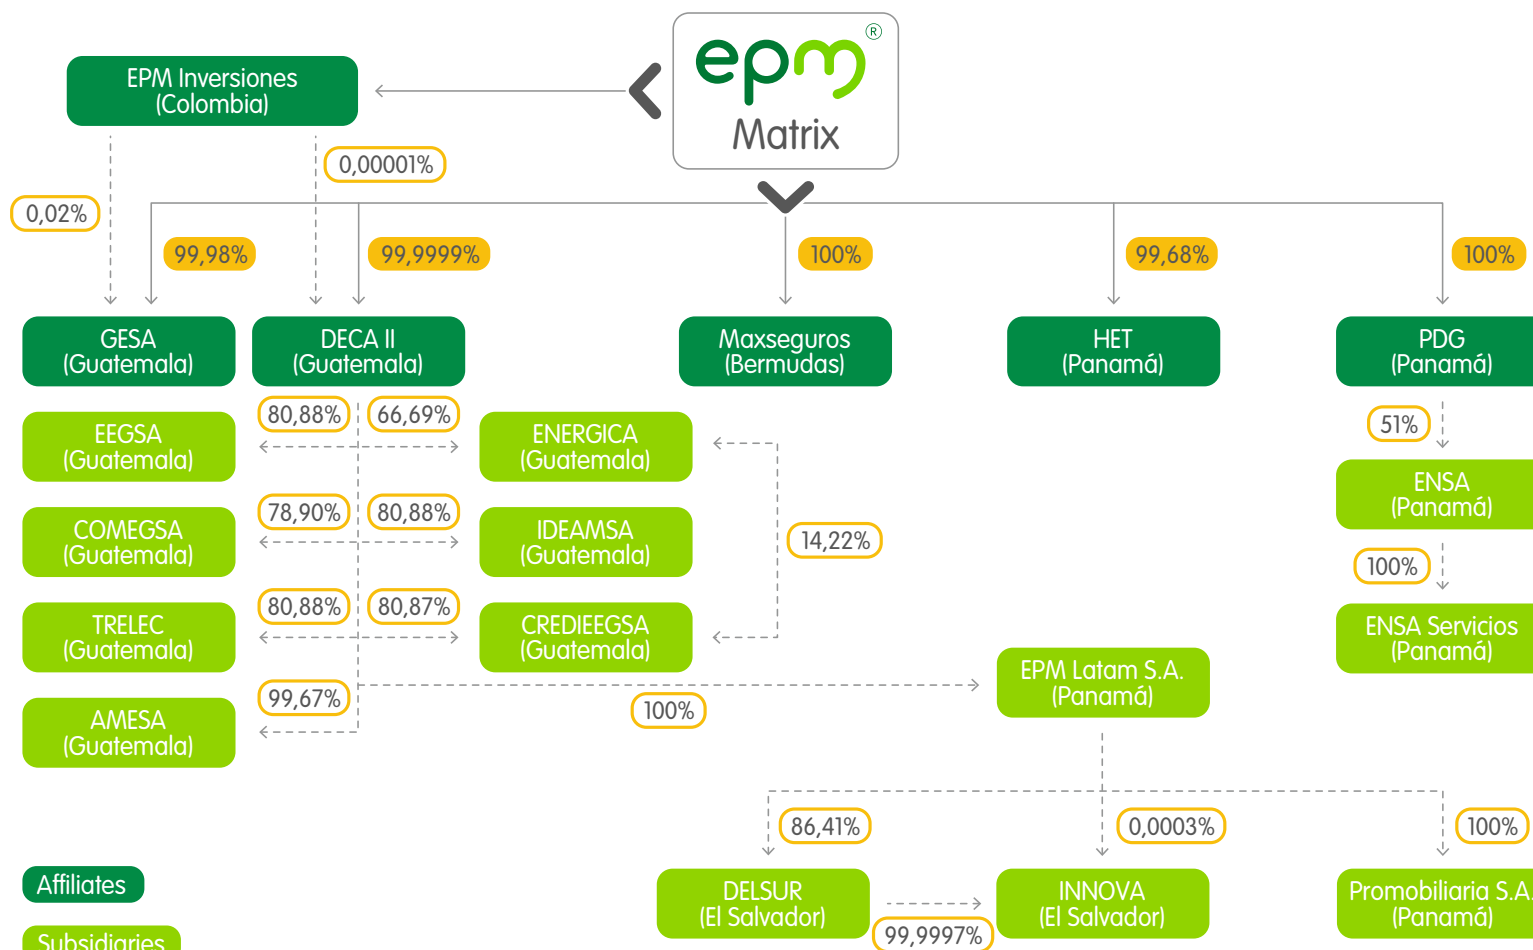 epm®
Matrix
EPM Inversiones
(Colombia)
0,00001%
0,02%
99,98%
99,9999%
100%
99,68%
100%
GESA
(Guatemala)
DECA II
(Guatemala)
Maxseguros
(Bermudas)
HET
(Panamá)
PDG
(Panamá)
80,88%
66,69%
51%
EEGSA
(Guatemala)
ENERGICA
(Guatemala)
ENSA
(Panamá)
78,90%
80,88%
14,22%
COMEGSA
(Guatemala)
IDEAMSA
(Guatemala)
100%
80,88%
80,87%
TRELEC
(Guatemala)
CREDIEEGSA
(Guatemala)
ENSA Servicios
(Panamá)
EPM Latam S.A.
(Panamá)
99,67%
100%
AMESA
(Guatemala)
86,41%
0,0003%
100%
Affiliates
DELSUR
(El Salvador)
INNOVA
(El Salvador)
Promobiliaria S.A.
(Panamá)
99,9997%
Subsidiaries